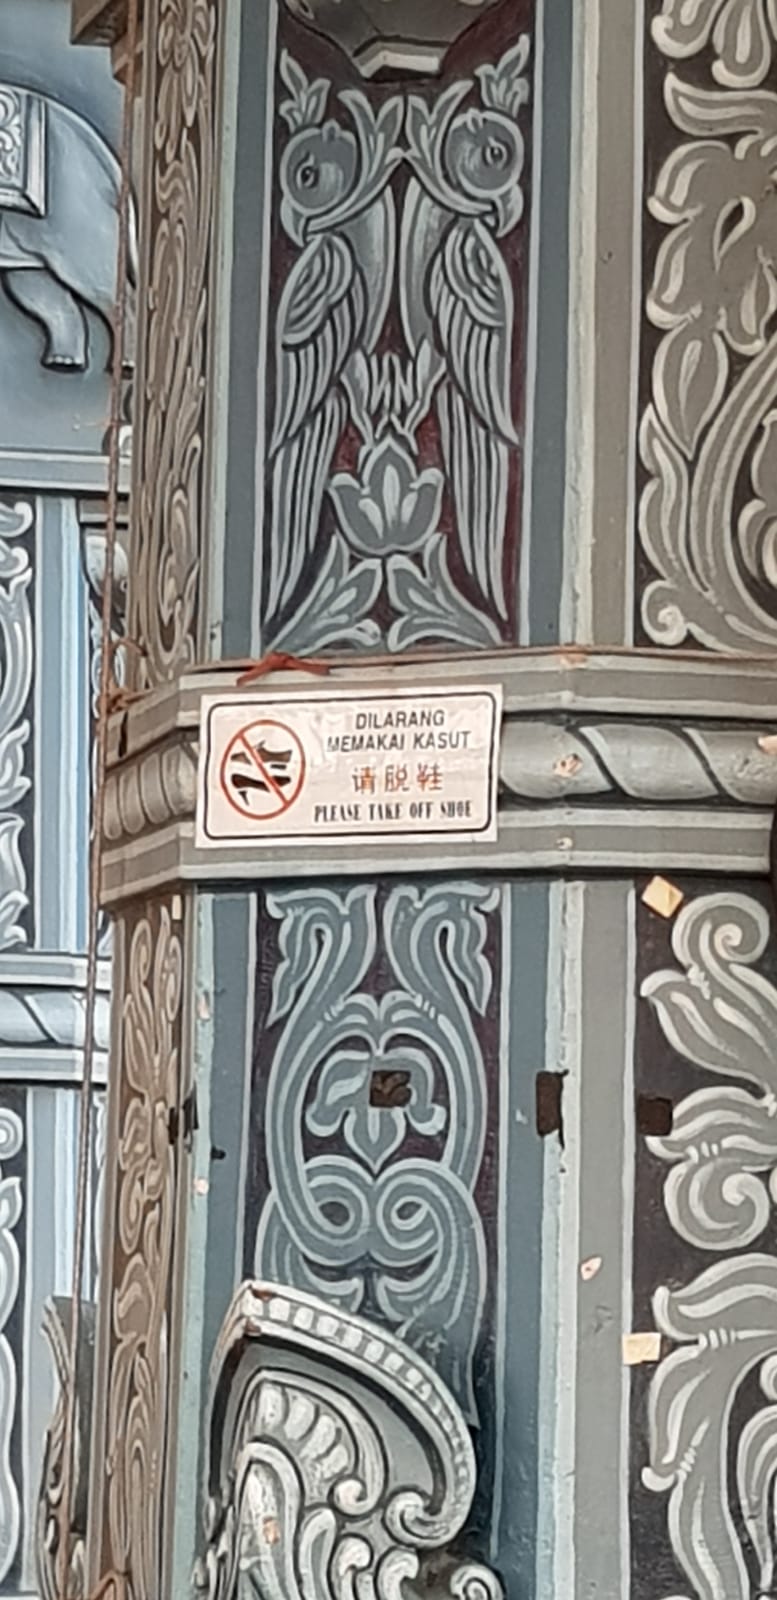 DILARANG
MEMAKAI KASUT
请脱鞋
PLEASE TAKE OFF SHOE